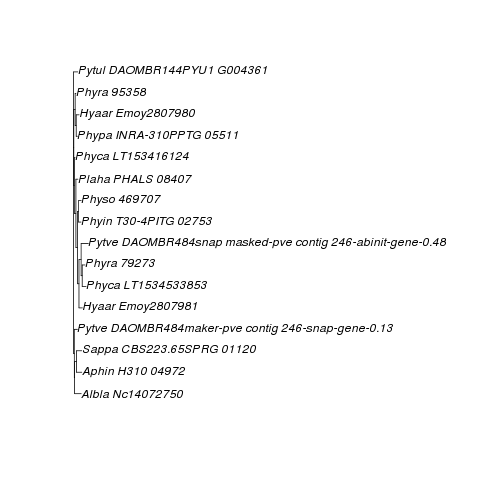 Pytul DAOMBR144PYU1 G004361
Phyra 95358
Hyaar Emoy2807980
Phypa INRA-310PPTG 05511
Phyca LT153416124
Plaha PHALS 08407
Physo 469707
Phyin T30-4PITG 02753
Pytve DAOMBR484snap masked-pve contig 246-abinit-gene-0.48
Phyra 79273
Phyca LT1534533853
Hyaar Emoy2807981
Pytve DAOMBR484maker-pve contig 246-snap-gene-0.13
Sappa CBS223.65SPRG 01120
Aphin H310 04972
Albla Nc14072750